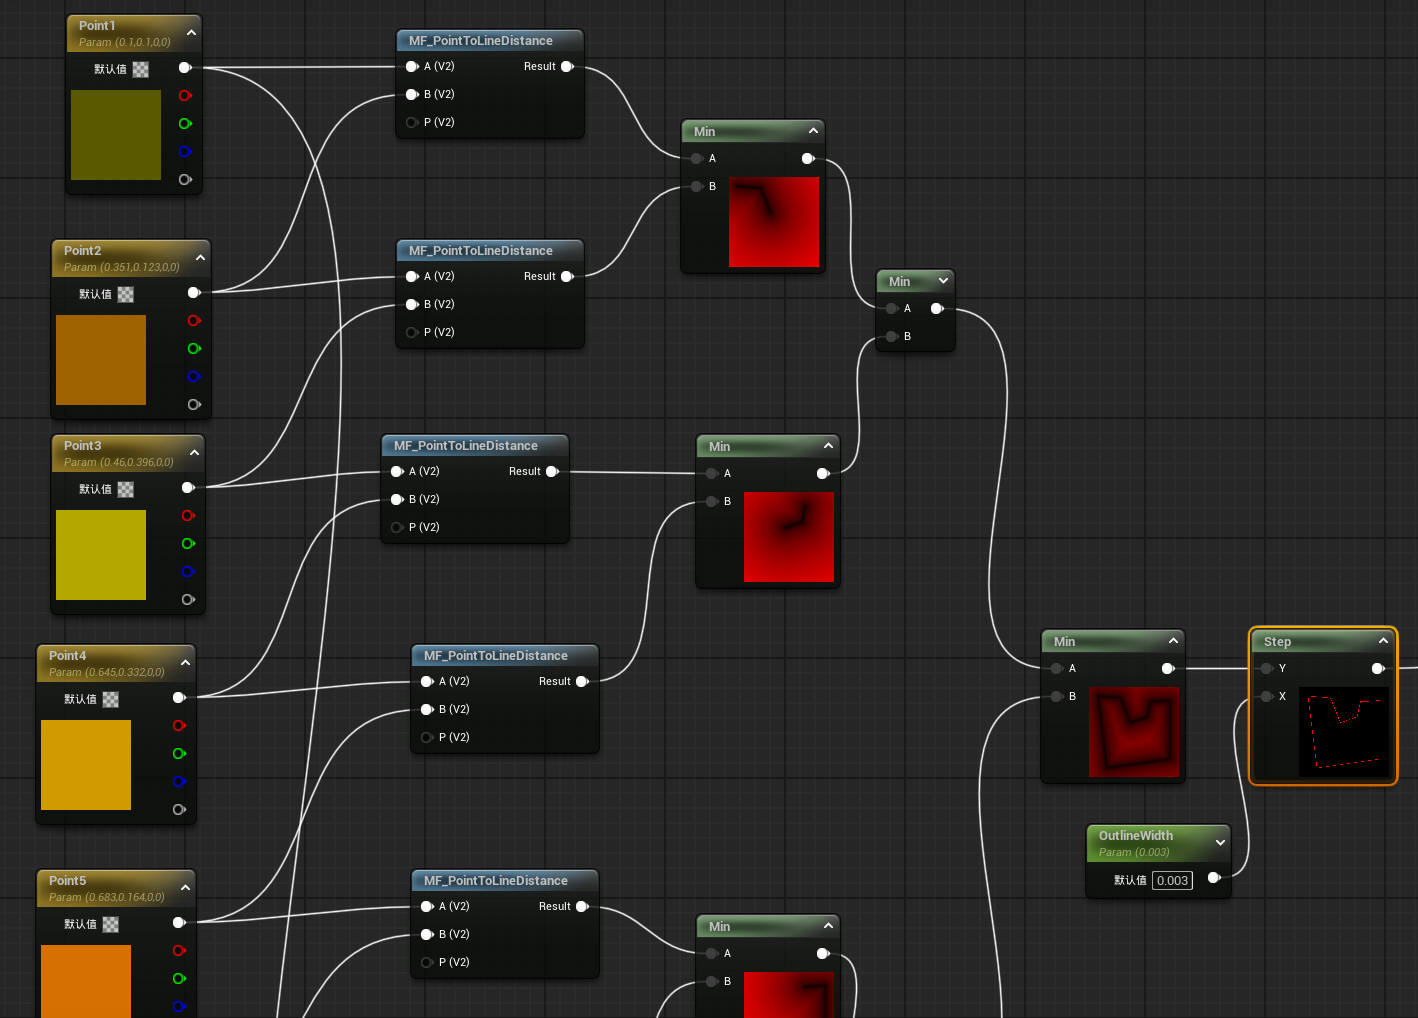 Point1
Param (0.1,0.1,0,0)
默认值
MF_PointToLineDistance
A (V2)
Result
B (V2)
P (V2)
Min
A
B
Point2
Param (0.351,0.123,0,0)
默认值
MF_PointToLineDistance
A (V2)
Result
B (V2)
P (V2)
Min
A
B
Point3
Param (0.46,0.396,0,0)
默认值
MF_PointToLineDistance
A (V2)
Result
B (V2)
P (V2)
Min
A
B
Point4
Param (0.645,0.332,0,0)
默认值
MF_PointToLineDistance
A (V2)
Result
B (V2)
P (V2)
Min
A
B
Step
Y
X
OutlineWidth
Param (0.003)
默认值 0.003
Point5
Param (0.683,0.164,0,0)
默认值
MF_PointToLineDistance
A (V2)
Result
B (V2)
P (V2)
Min
A
B